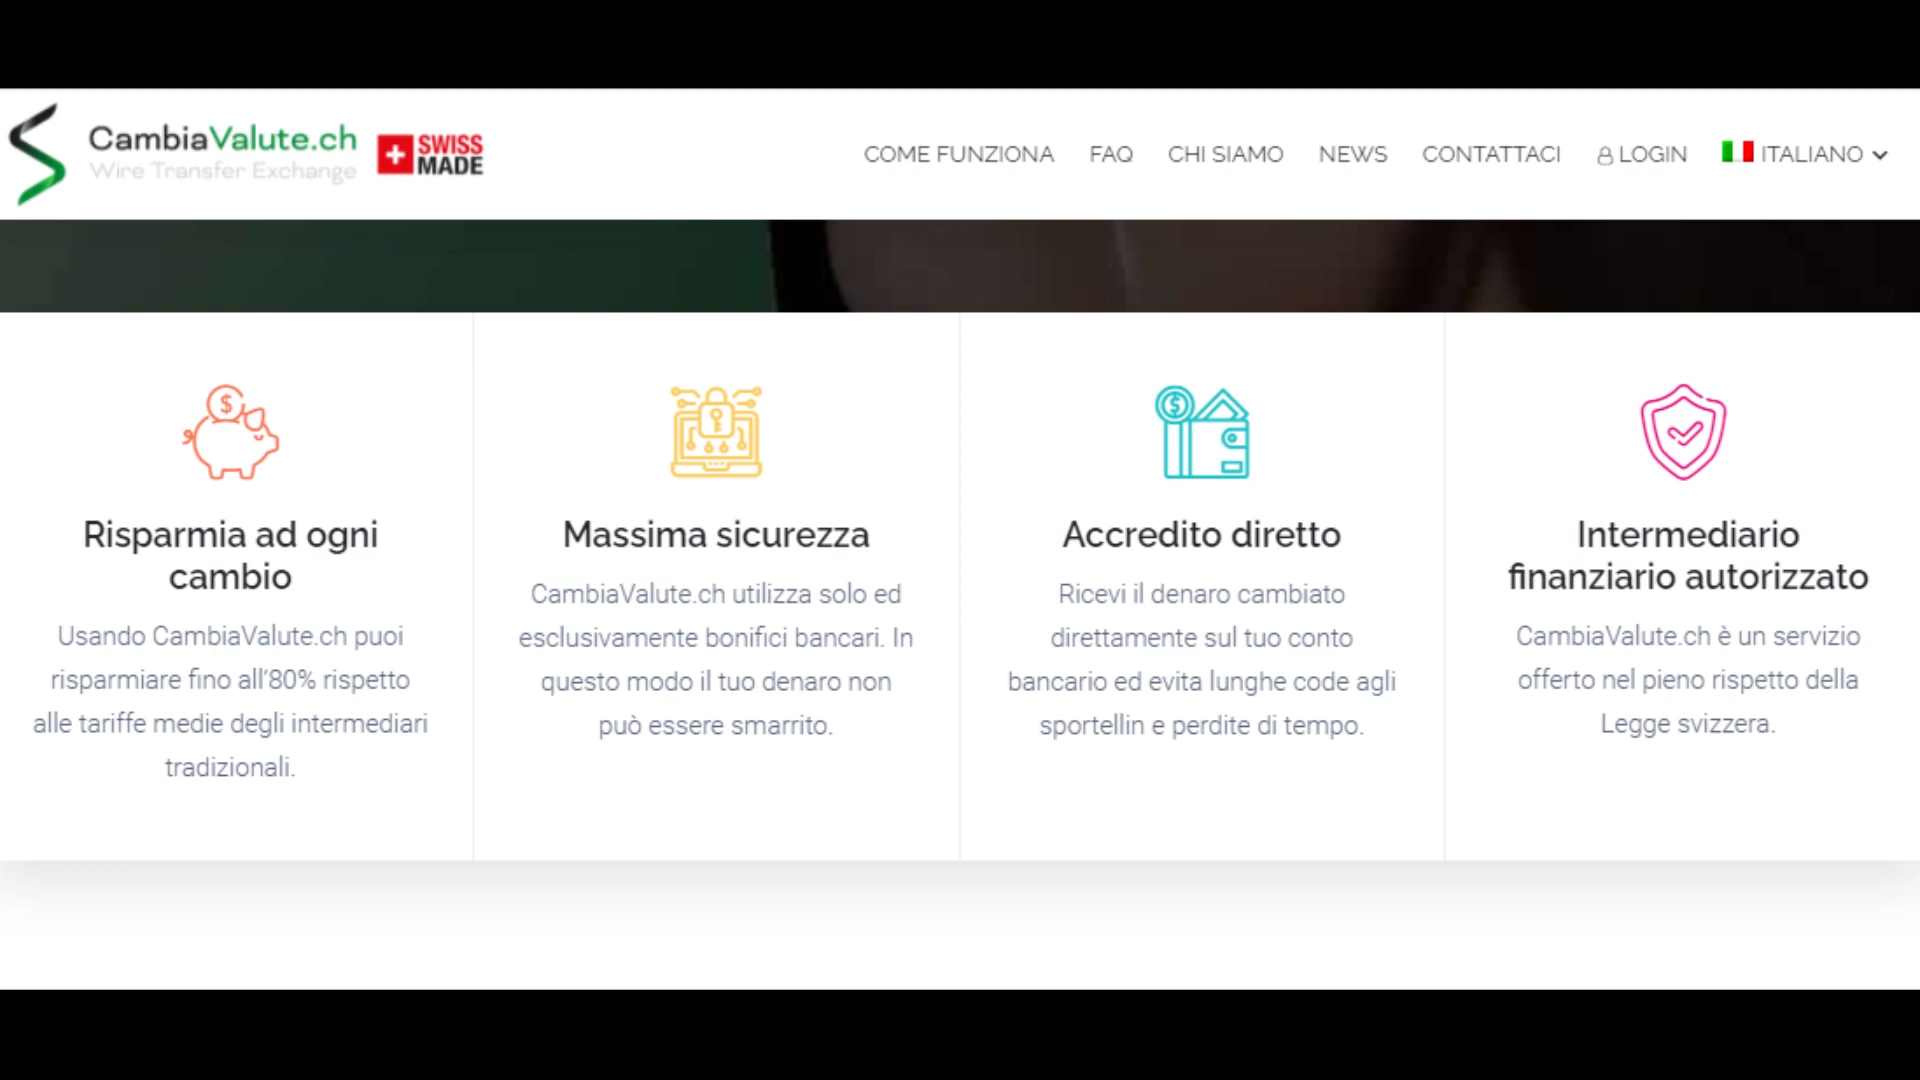 CambiaValute.ch
Wire Transfer Exchange
SWISS
MADE
COME FUNZIONA
FAQ
CHI SIAMO
NEWS
CONTATTACI
LOGIN
ITALIANO
Risparmia ad ogni
cambio
Usando CambiaValute.ch puoi
risparmiare fino all'80% rispetto
alle tariffe medie degli intermediari
tradizionali.
Massima sicurezza
CambiaValute.ch utilizza solo ed
esclusivamente bonifici bancari. In
questo modo il tuo denaro non
può essere smarrito.
Accredito diretto
Ricevi il denaro cambiato
direttamente sul tuo conto
bancario ed evita lunghe code agli
sportellin e perdite di tempo.
Intermediario
finanziario autorizzato
CambiaValute.ch è un servizio
offerto nel pieno rispetto della
Legge svizzera.